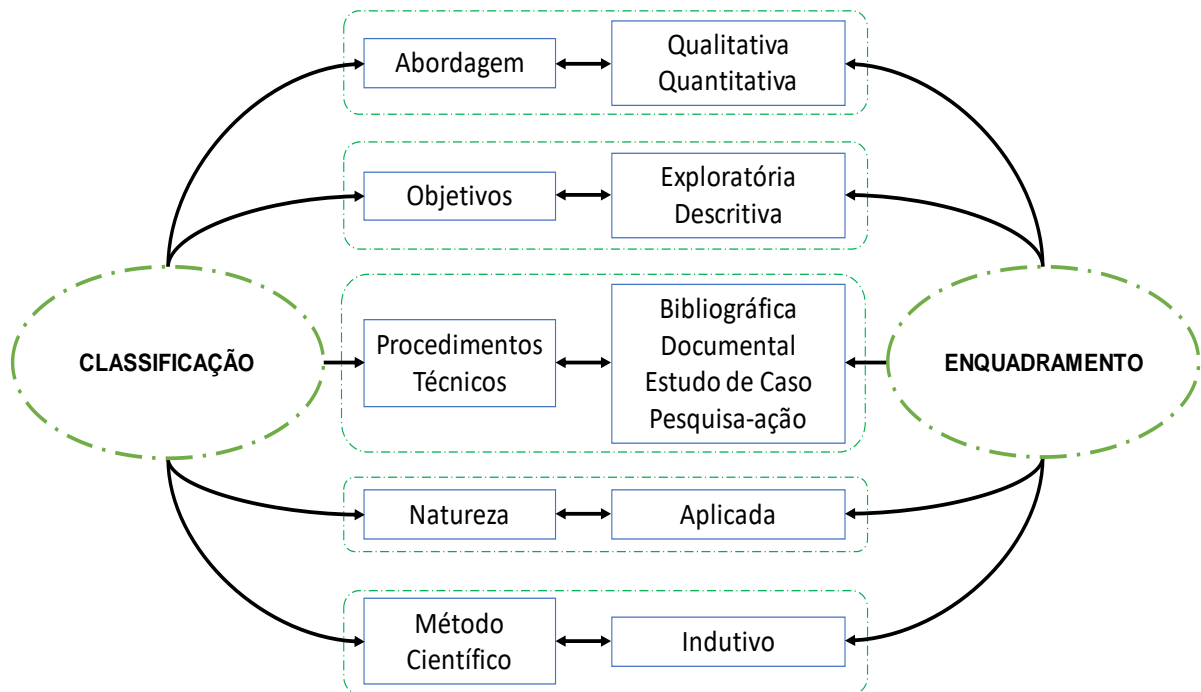 Abordagem
Qualitativa
Quantitativa
Objetivos
Exploratória
Descritiva
CLASSIFICAÇÃO
Procedimentos
Técnicos
Bibliográfica
Documental
Estudo de Caso
Pesquisa-ação
ENQUADRAMENTO
Natureza
Aplicada
Método
Científico
Indutivo